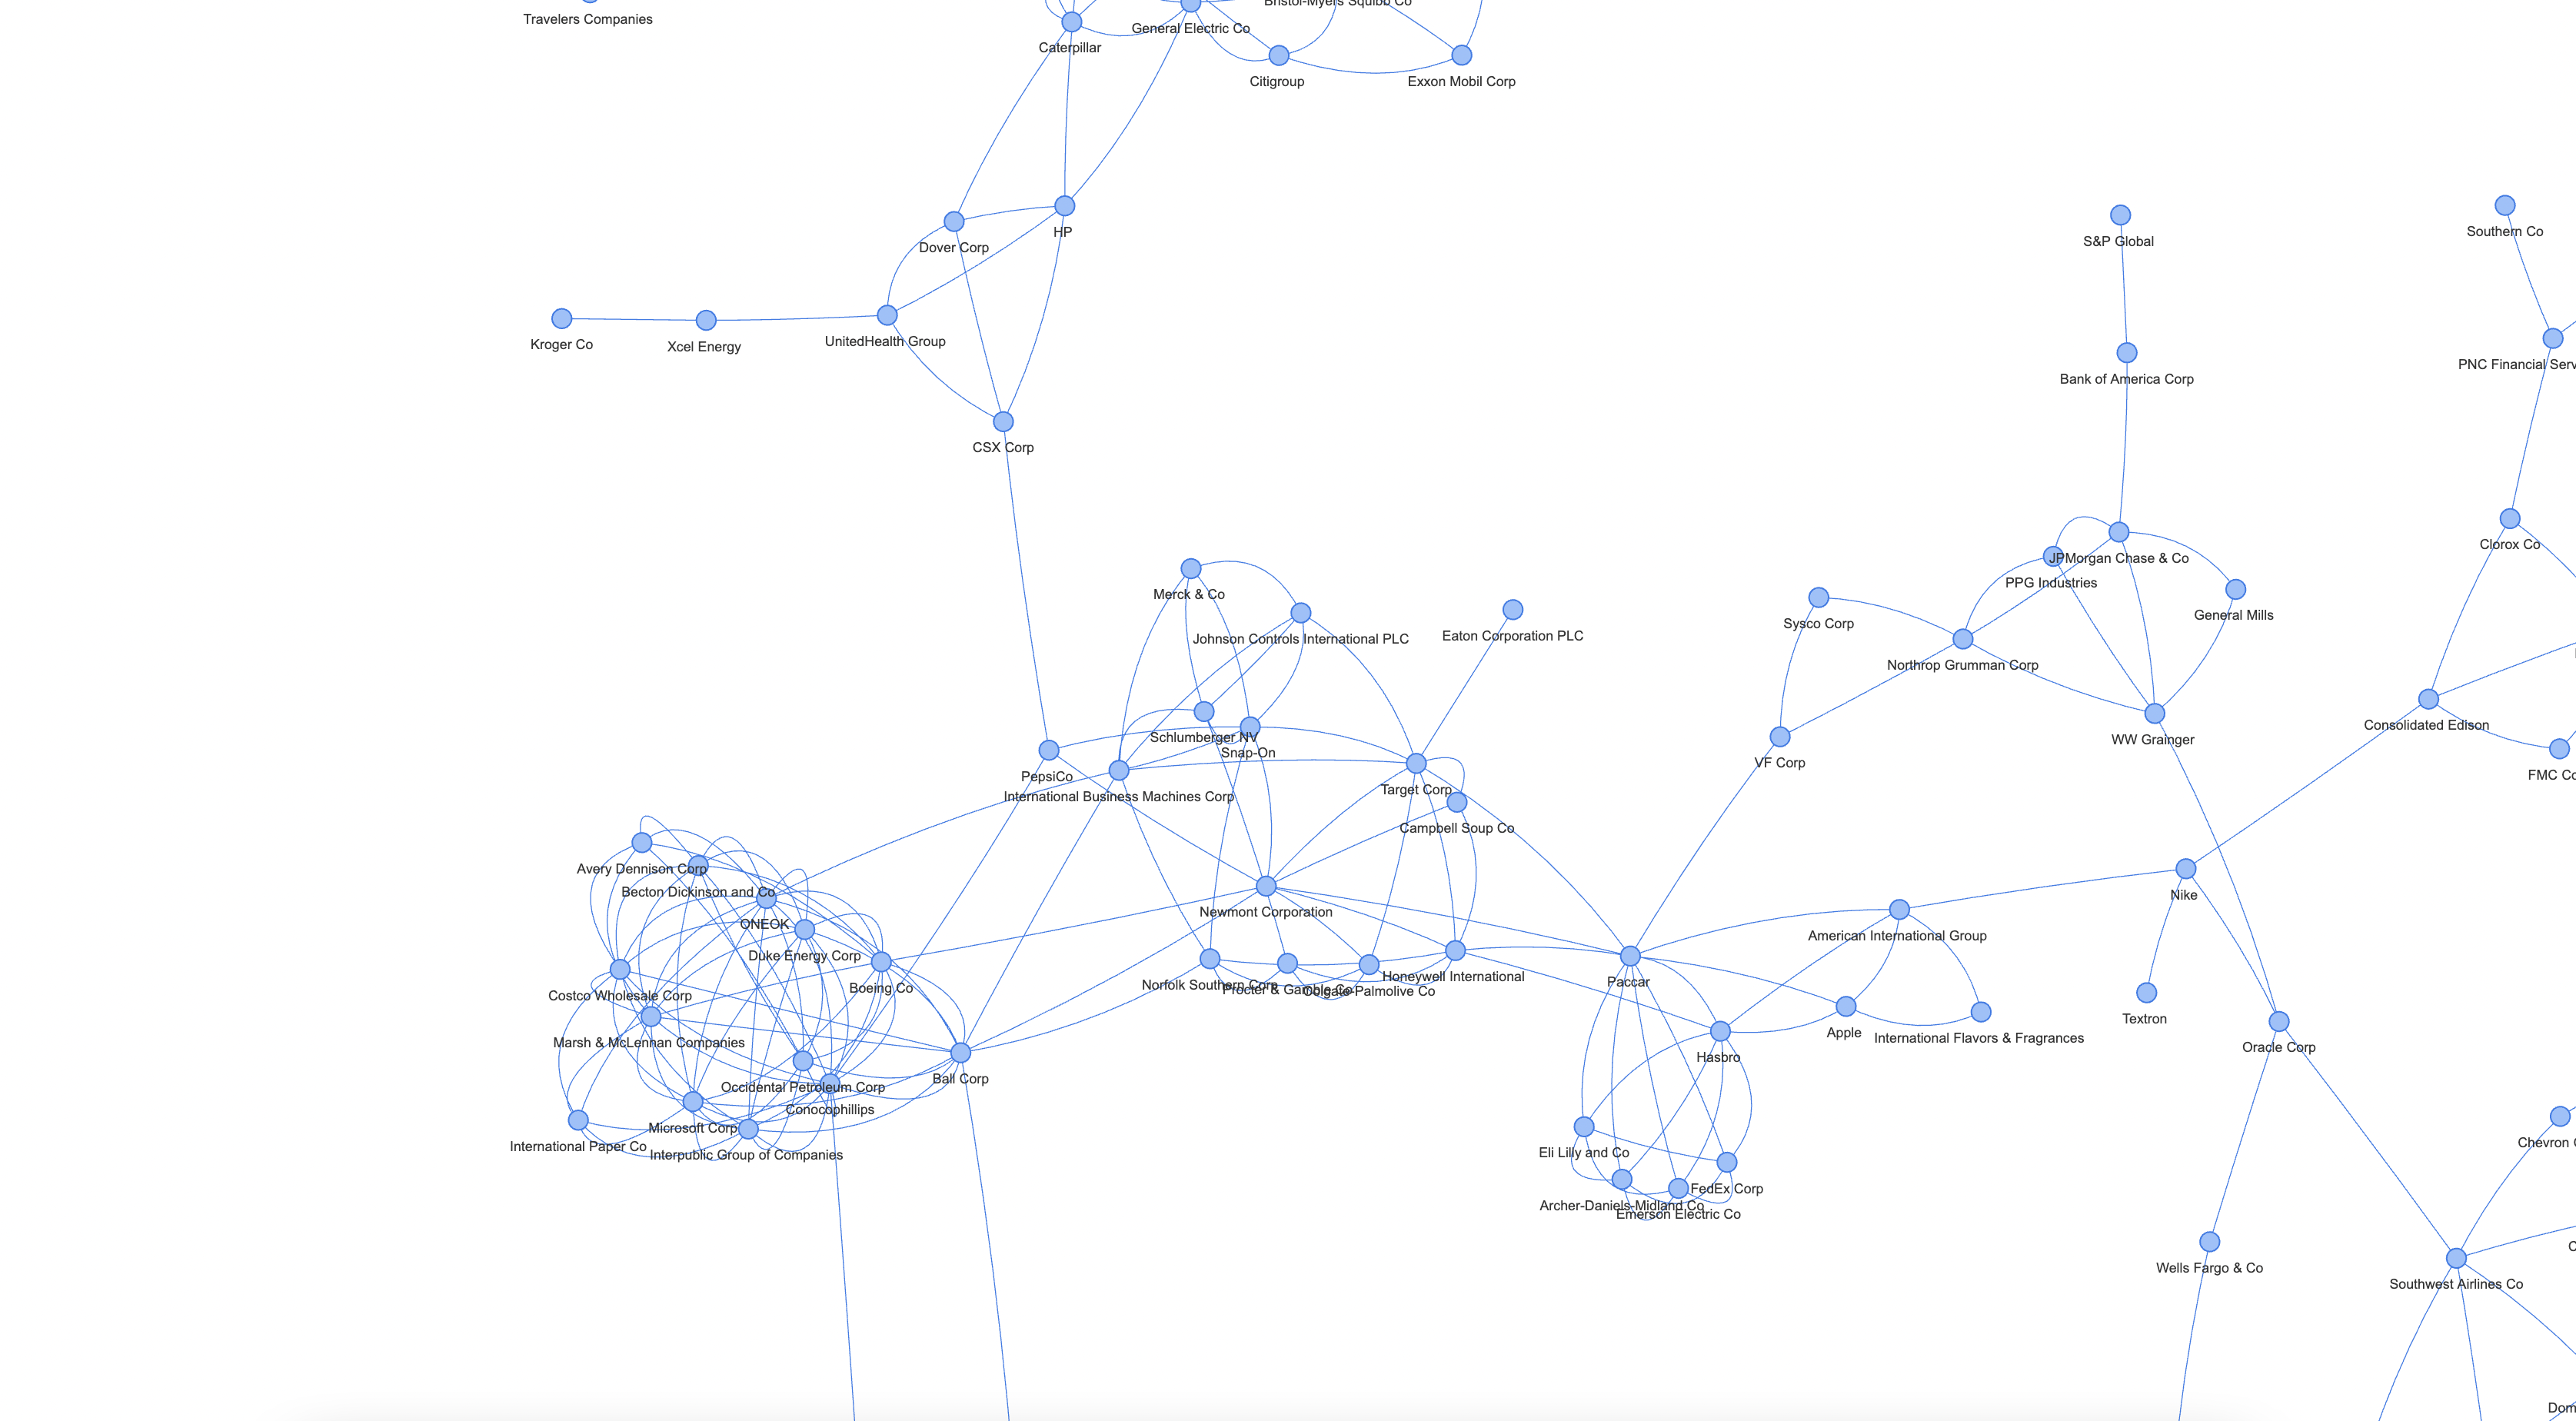 Bristol-Myers Squibb Co
Travelers Companies
General Electric Co
Caterpillar
Citigroup
Exxon Mobil Corp
HP
Southern Co
S&P Global
Dover Corp
UnitedHealth Group
Kroger Co
Xcel Energy
PNC Financial Serv
Bank of America Corp
CSX Corp
Clorox Co
JPMorgan Chase & Co
PPG Industries
Merck & Co
General Mills
Sysco Corp
Eaton Corporation PLC
Johnson Controls International PLC
Northrop Grumman Corp
Consolidated Edison
Schlumberger NV
WW Grainger
Snap-On
VF Corp
FMC Co
PepsiCo
Target Corp
International Business Machines Corp
Campbell Soup Co
Avery Dennison Corp
Becton Dickinson and Co
Nike
Newmont Corporation
ONEOK
American International Group
Duke Energy Corp
Honeywell International
Paccar
Norfolk Southern Corp
Boeing Co
Procter & Gamble Co
Colgate-Palmolive Co
Costco Wholesale Corp
Textron
Apple
International Flavors & Fragrances
Marsh & McLennan Companies
Oracle Corp
Hasbro
Ball Corp
Occidental Petroleum Corp
Conocophillips
Microsoft Corp
Chevron
International Paper Co
Eli Lilly and Co
Interpublic Group of Companies
FedEx Corp
Archer-Daniels-Midland Co
Emerson Electric Co
Wells Fargo & Co
Southwest Airlines Co
Dom